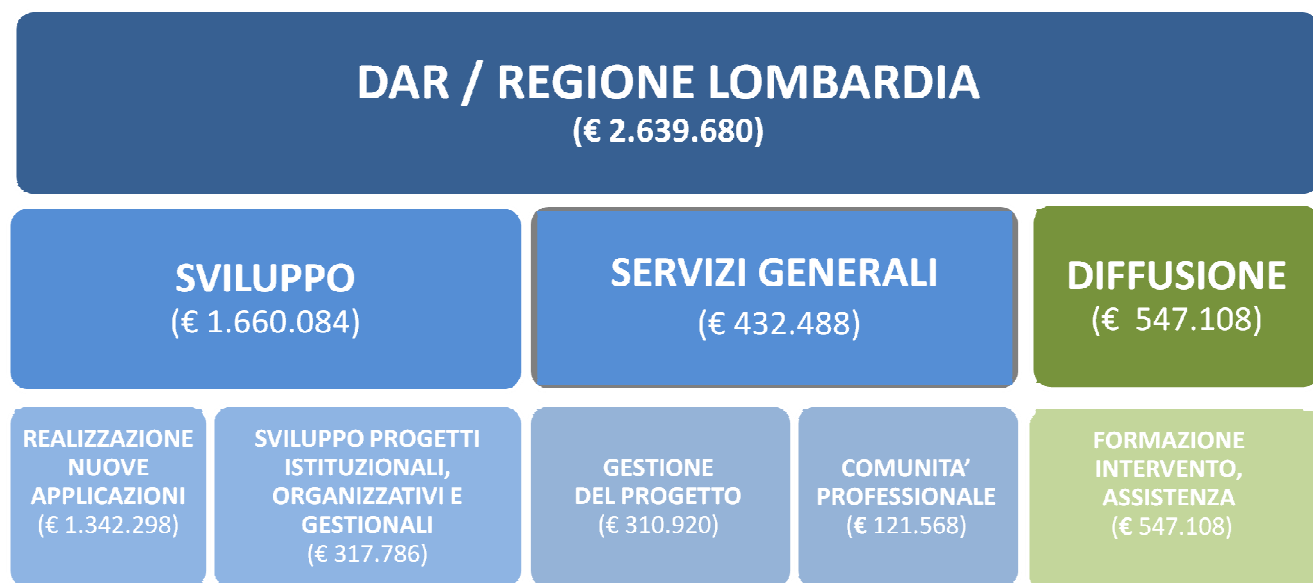 DAR / REGIONE LOMBARDIA
(€ 2.639.680)
SVILUPPO
(€ 1.660.084)
SERVIZI GENERALI
(€ 432.488)
DIFFUSIONE
(€ 547.108)
REALIZZAZIONE
NUOVE
APPLICAZIONI
(€ 1.342.298)
SVILUPPO PROGETTI
ISTITUZIONALI,
ORGANIZZATIVI E
GESTIONALI
(€ 317.786)
GESTIONE
DEL PROGETTO
(€ 310.920)
COMUNITA’
PROFESSIONALE
(€ 121.568)
FORMAZIONE
INTERVENTO,
ASSISTENZA
(€ 547.108)